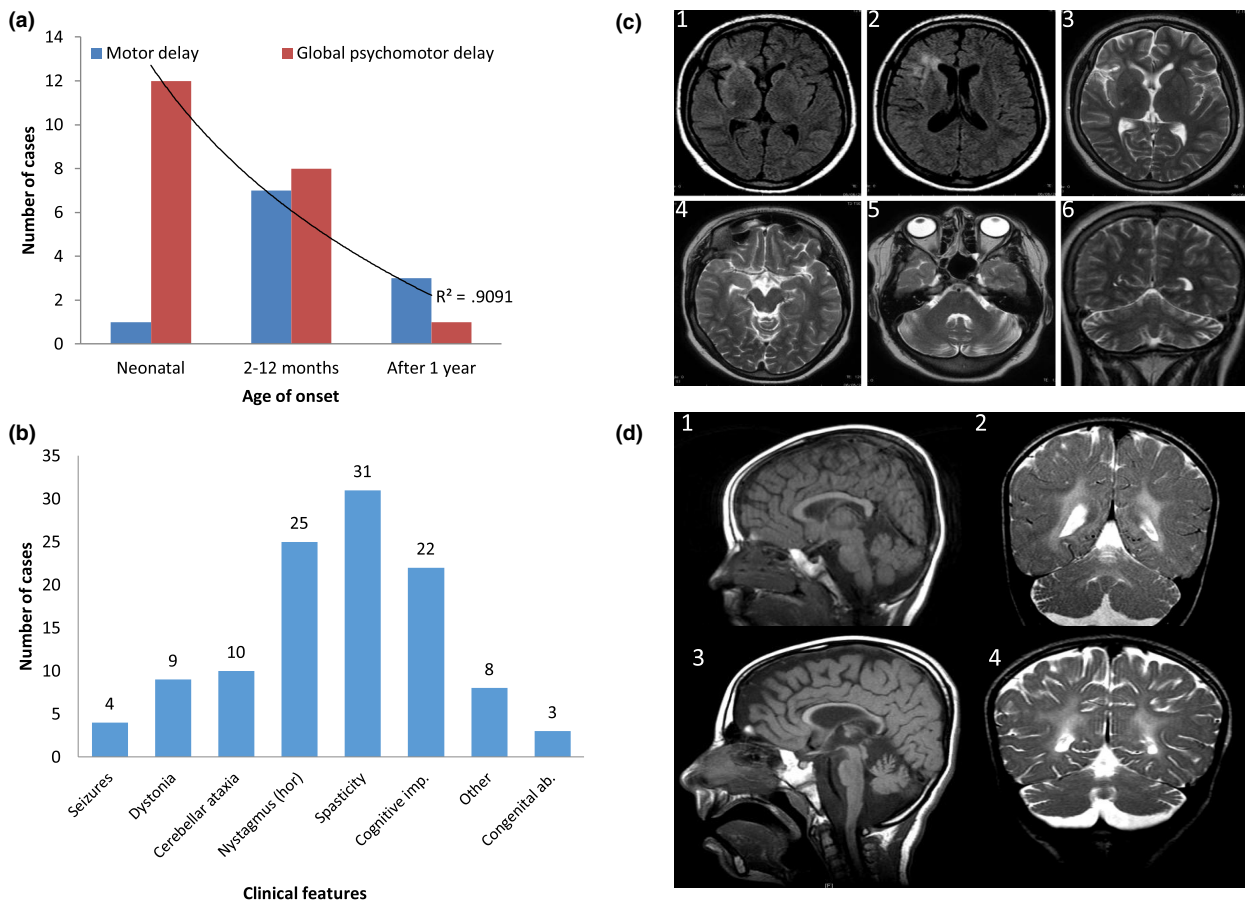 (a)
14
12
10
8
6
4
2
0
Number of cases
Motor delay
Global psychomotor delay
R² = .9091
Neonatal
2-12 months
After 1 year
Age of onset
(b)
35
30
25
20
15
10
5
0
Number of cases
4
9
10
25
31
22
8
3
Seizures
Dystonia
Cerebellar ataxia
Nystagmus (hor)
Spasticity
Cognitive imp.
Other
Congenital ab.
Clinical features
(c)
1
2
3
4
5
6
(d)
1
2
3
4